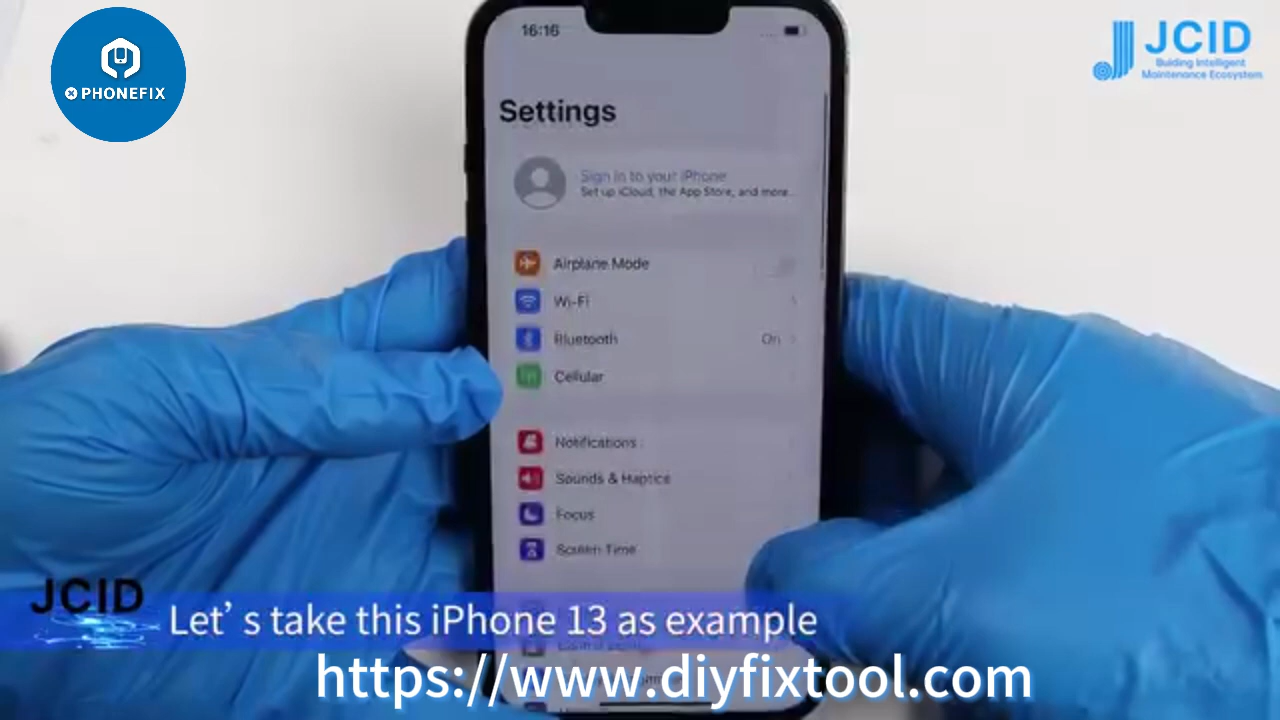 PHONEFIX
JCID
Buiding Intelligent
Maintenance Ecosystem
16:16
Settings
Sign in to your iPhone
Set up iCloud, the App Store, and more.
Airplane Mode
Wi-Fi
Bluetooth
On
Cellular
Notifications
Sounds & Haptics
Focus
Screen Time
JCID
Let's take this iPhone 13 as example
https://www.diyfixtool.com